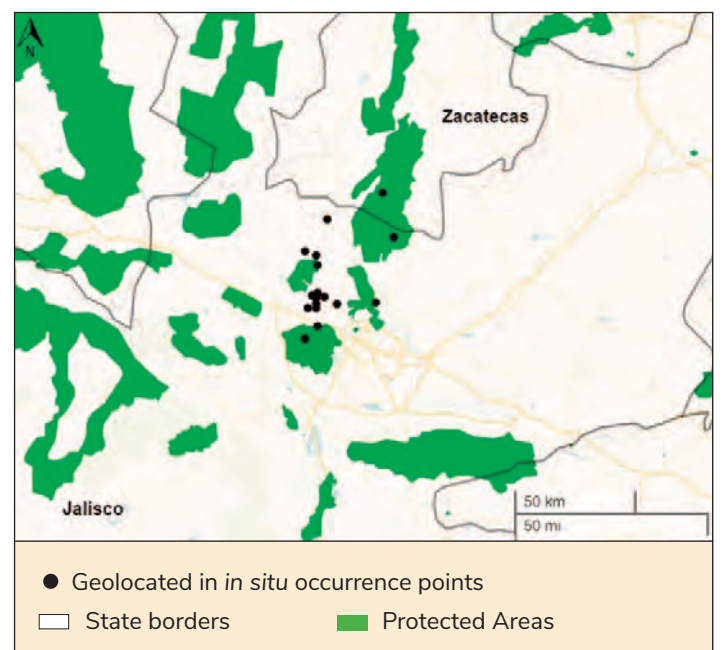 N
Zacatecas
Jalisco
50 km
50 mi
Geolocated in in situ occurrence points
State borders
Protected Areas